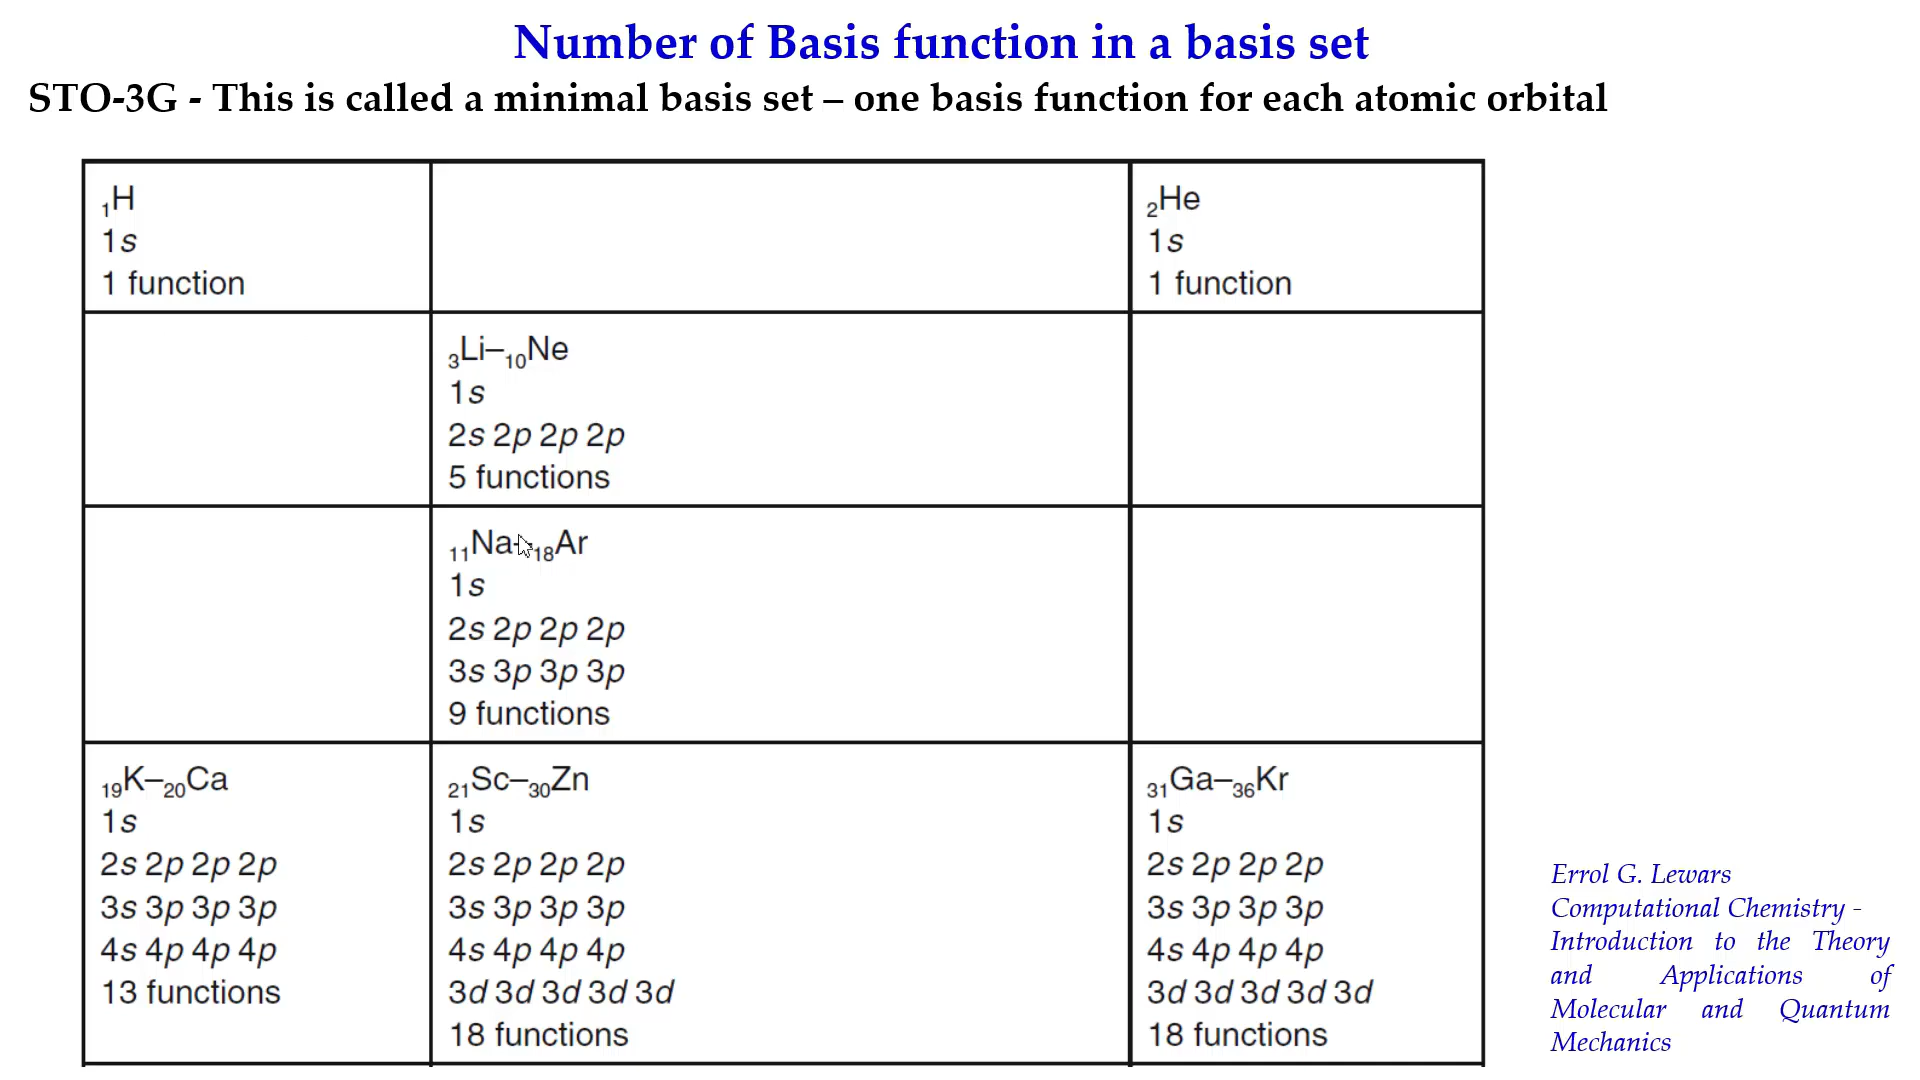 Number of Basis function in a basis set
STO-3G - This is called a minimal basis set – one basis function for each atomic orbital
₁H
1s
1 function
₂He
1s
1 function
₃Li–₁₀Ne
1s
2s 2p 2p 2p
5 functions
₁₁Na–₁₈Ar
1s
2s 2p 2p 2p
3s 3p 3p 3p
9 functions
₁₉K–₂₀Ca
1s
2s 2p 2p 2p
3s 3p 3p 3p
4s 4p 4p 4p
13 functions
₂₁Sc–₃₀Zn
1s
2s 2p 2p 2p
3s 3p 3p 3p
4s 4p 4p 4p
3d 3d 3d 3d 3d
18 functions
₃₁Ga–₃₆Kr
1s
2s 2p 2p 2p
3s 3p 3p 3p
4s 4p 4p 4p
3d 3d 3d 3d 3d
18 functions
Errol G. Lewars
Computational Chemistry -
Introduction to the Theory
and Applications of
Molecular and Quantum
Mechanics